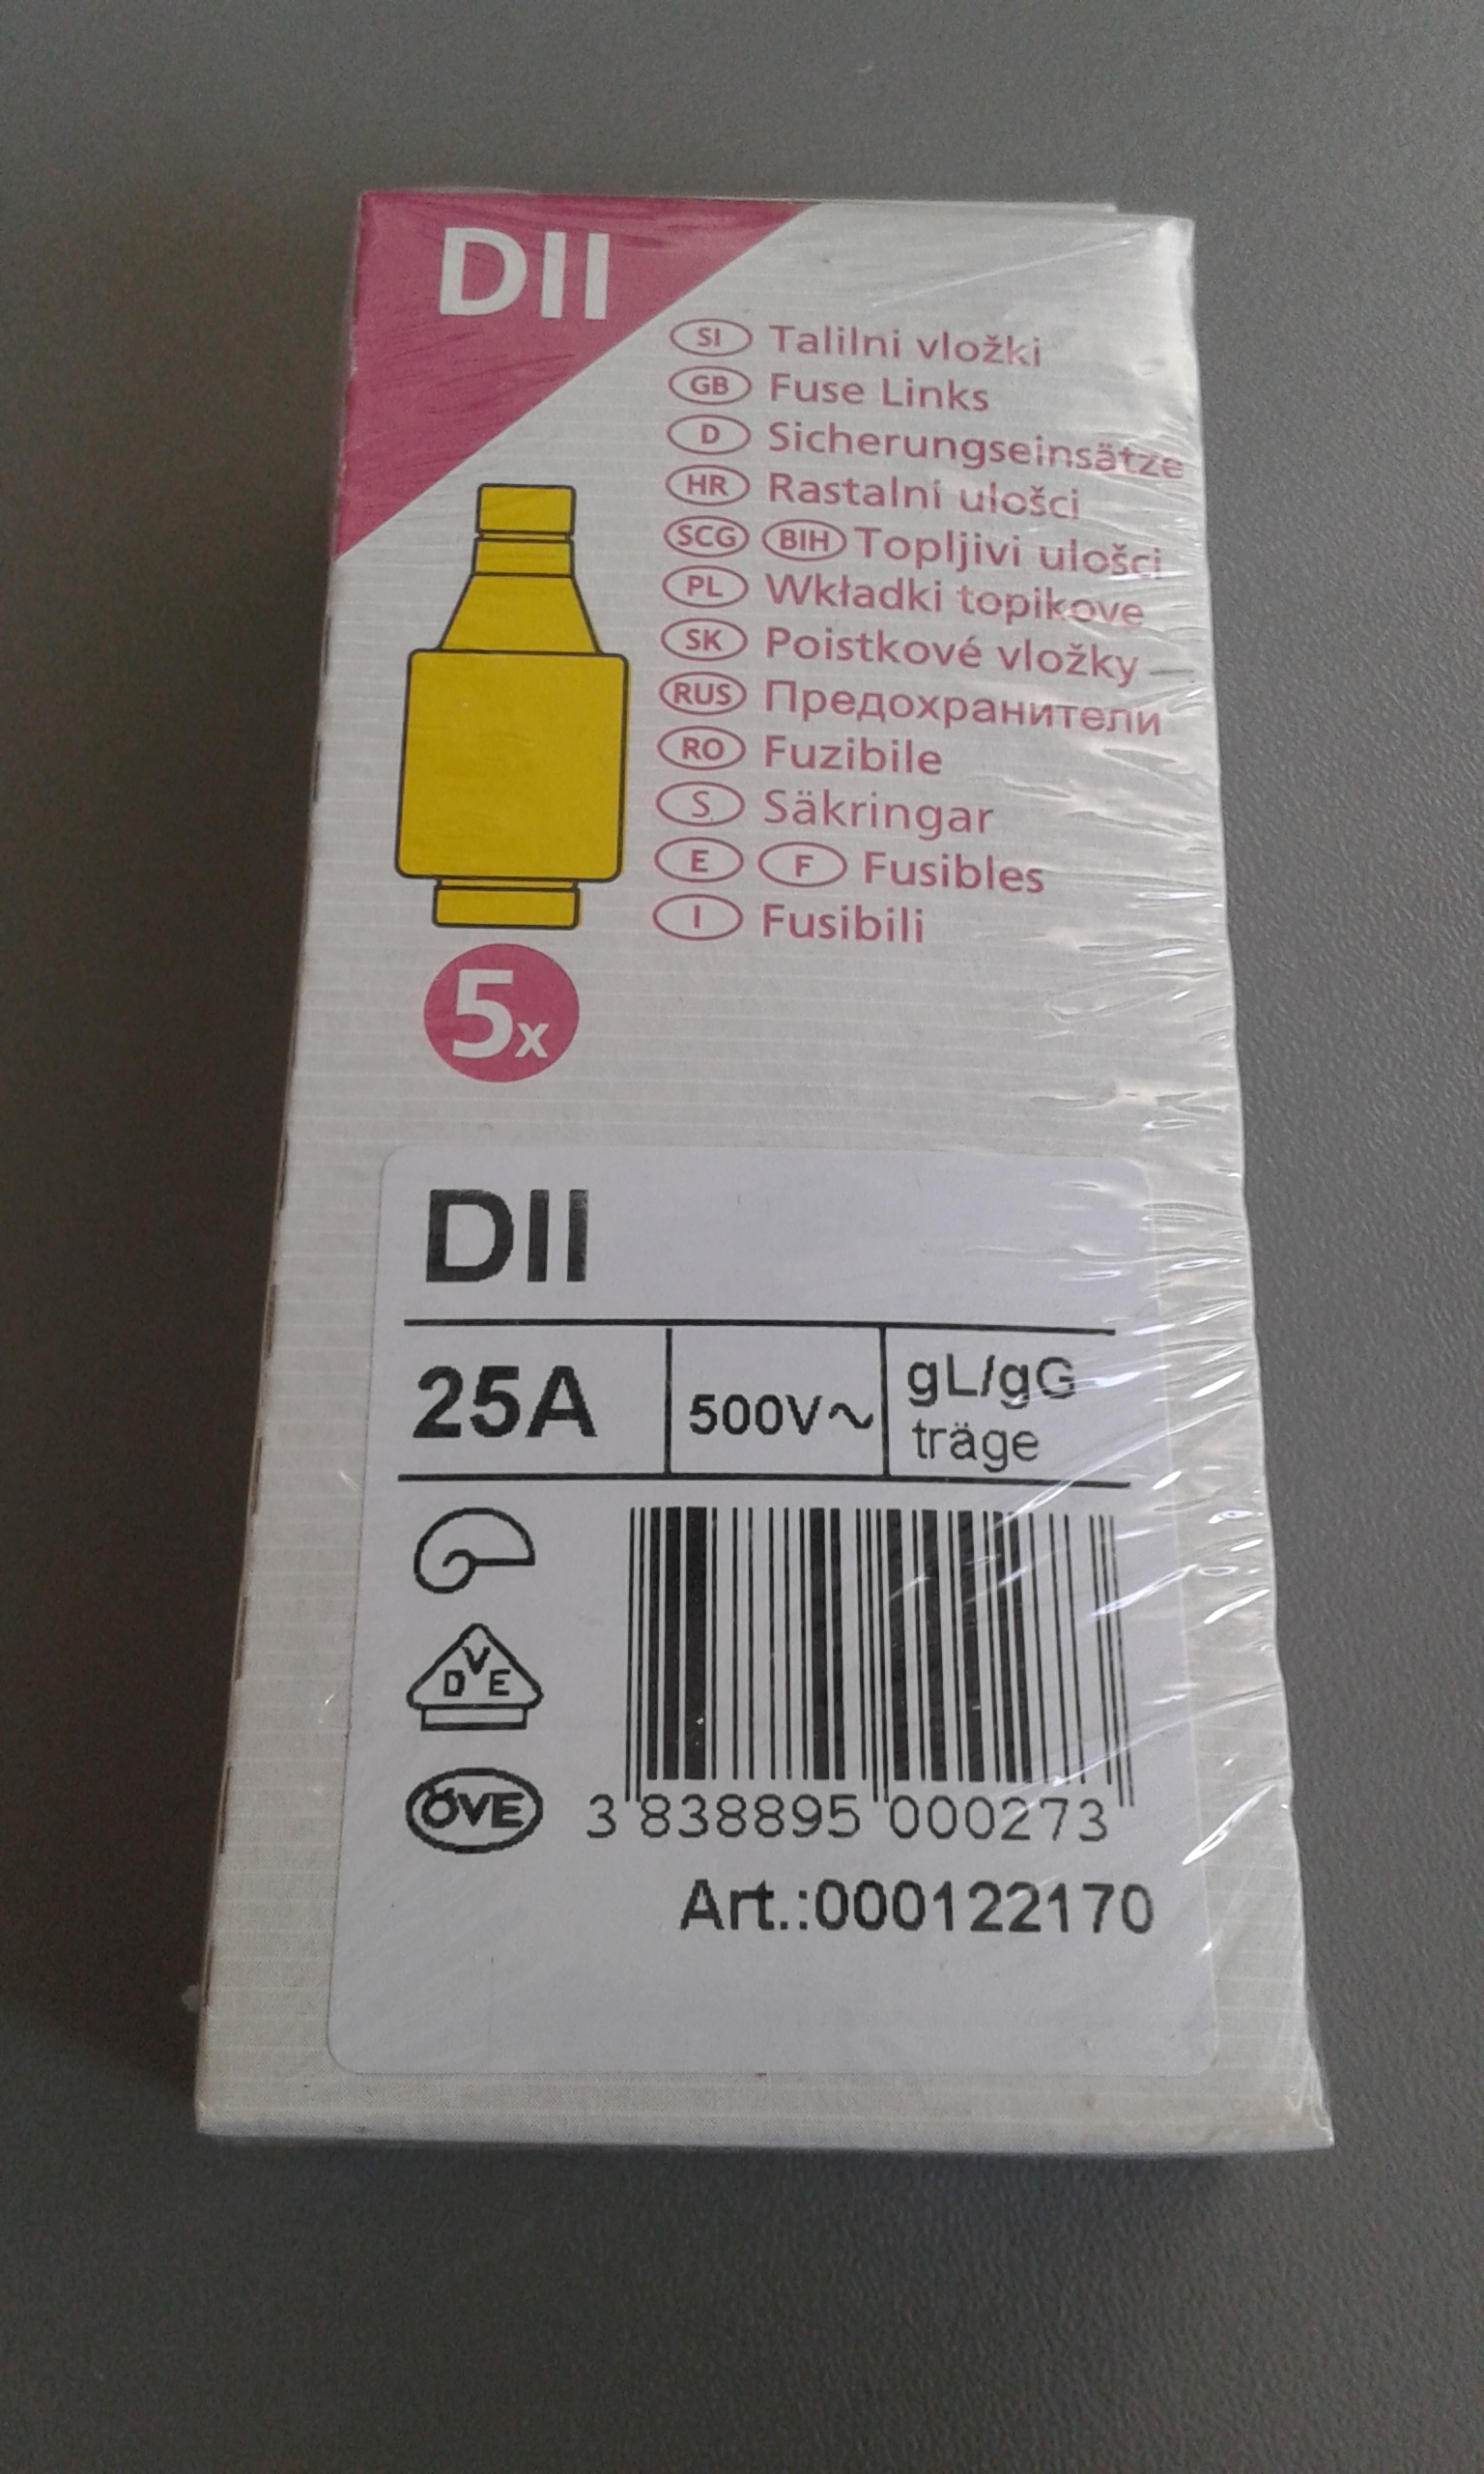 DII
SI Talilni vložki
GB Fuse Links
D Sicherungseinsätze
HR Rastalni ulošci
SCG BIH Topljivi ulošci
PL Wkładki topikove
SK Poistkové vložky
RUS Предохранители
RO Fuzibile
S Säkringar
E F Fusibles
I Fusibili
5x
DII
25A 500V~ gL/gG
träge
DVE
ÖVE
3 838895 000273
Art.:000122170